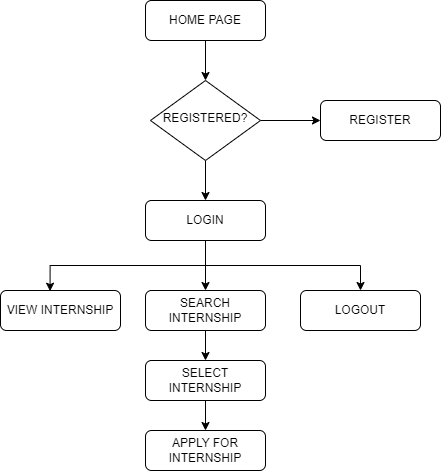 HOME PAGE
REGISTERED?
REGISTER
LOGIN
VIEW INTERNSHIP
SEARCH
INTERNSHIP
LOGOUT
SELECT
INTERNSHIP
APPLY FOR
INTERNSHIP